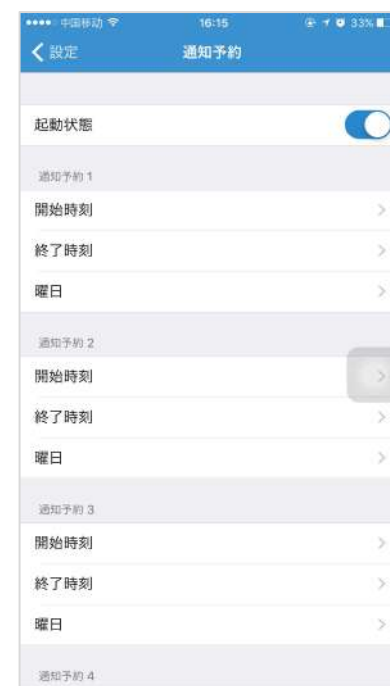 中国移动 16:15 33%
設定 通知予約
起動状態
通知予約 1
開始時刻
終了時刻
曜日
通知予約 2
開始時刻
終了時刻
曜日
通知予約 3
開始時刻
終了時刻
曜日
通知予約 4